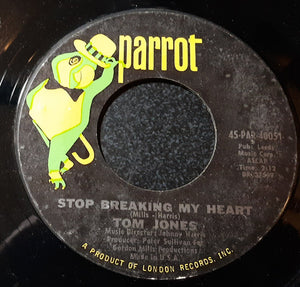 parrot
45-PAR 40051
Pub: Leeds
Music Corp.
ASCAP
Time: 2:12
STOP BREAKING MY HEART
(Mills - Harris)
TOM JONES
Music Director: Johnny Harris
Producer: Peter Sullivan for
Gordon Mills Productions
Made in U.S.A.
A PRODUCT OF LONDON RECORDS, INC.